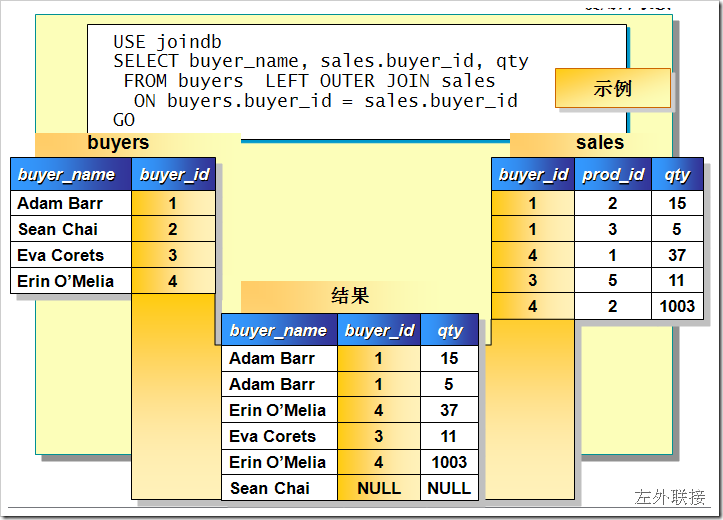 USE joindb
SELECT buyer_name, sales.buyer_id, qty
FROM buyers LEFT OUTER JOIN sales
ON buyers.buyer_id = sales.buyer_id
GO
示例
buyers
buyer_name buyer_id
Adam Barr 1
Sean Chai 2
Eva Corets 3
Erin O’Melia 4
sales
buyer_id prod_id qty
1 2 15
1 3 5
4 1 37
3 5 11
4 2 1003
结果
buyer_name buyer_id qty
Adam Barr 1 15
Adam Barr 1 5
Erin O’Melia 4 37
Eva Corets 3 11
Erin O’Melia 4 1003
Sean Chai NULL NULL
左外联接